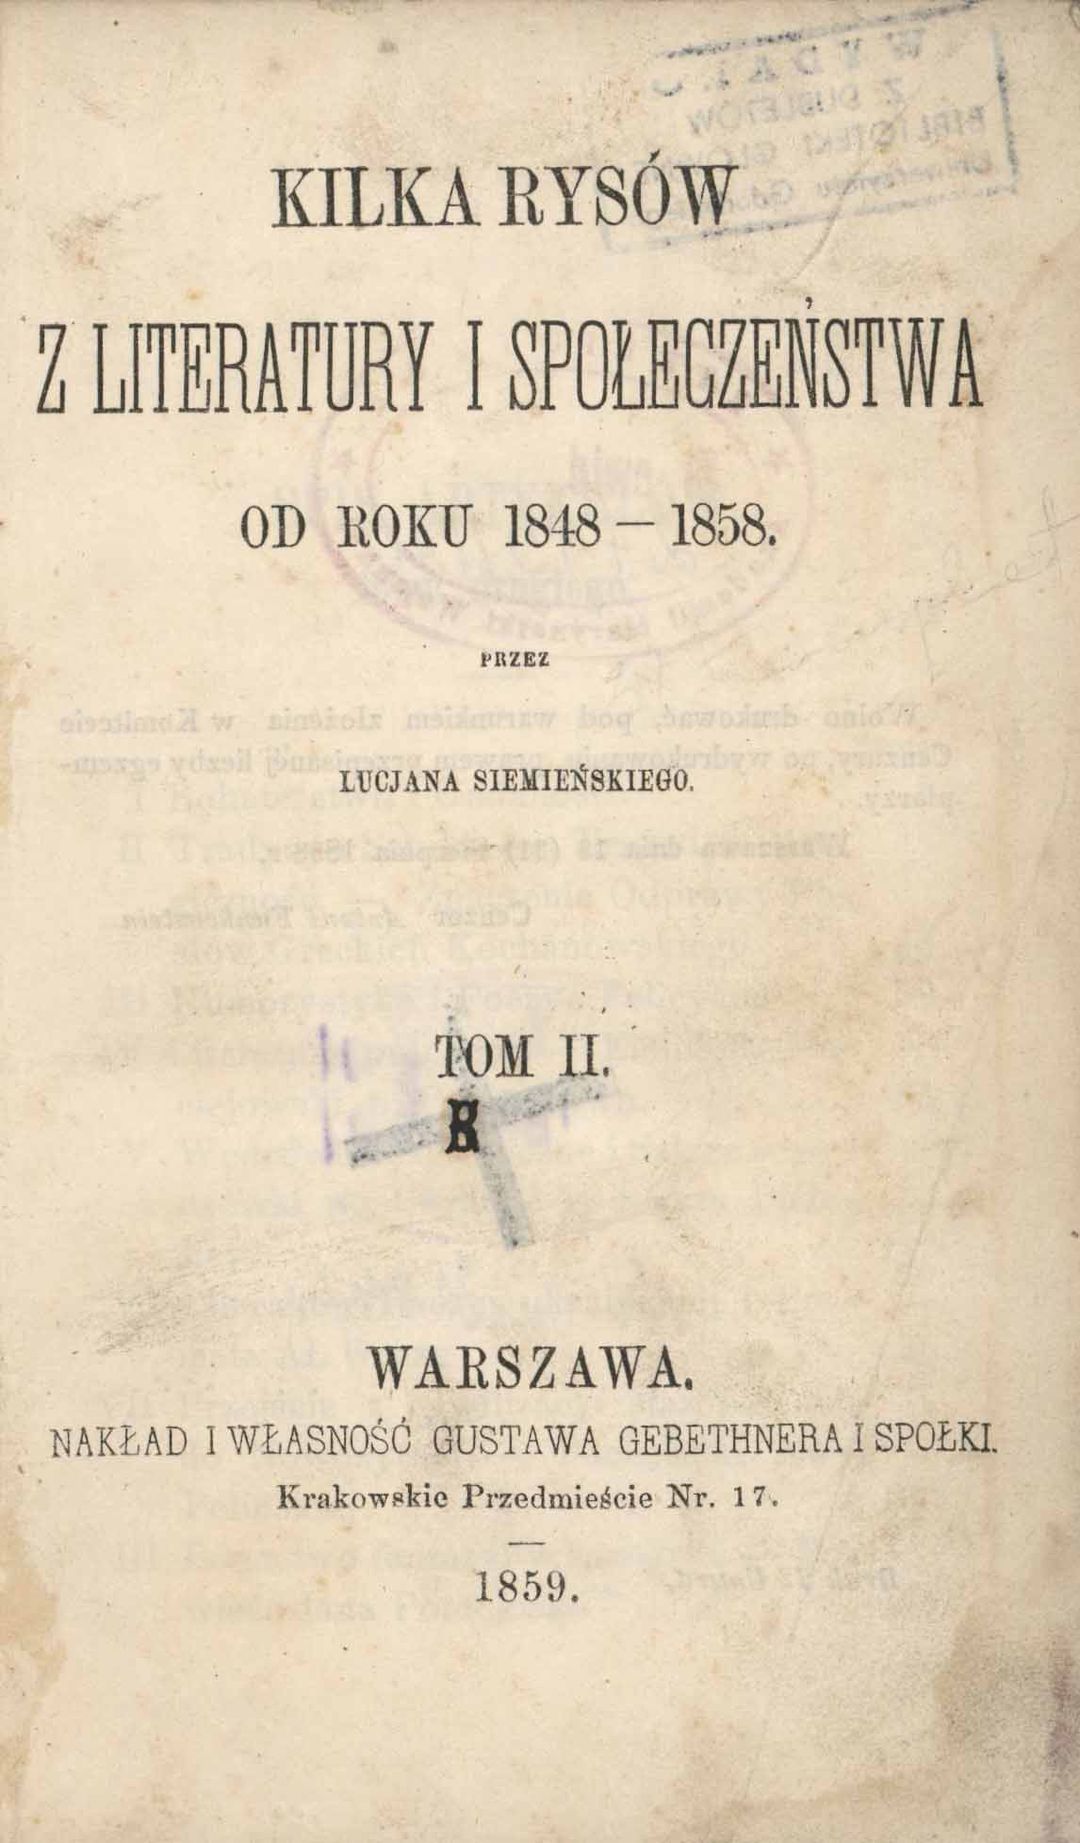 KILKA RYSÓW
Z LITERATURY I SPOŁECZEŃSTWA
OD ROKU 1848 — 1858.
PRZEZ
LUCJANA SIEMIEŃSKIEGO.
TOM II.
WARSZAWA.
NAKŁAD I WŁASNOŚĆ GUSTAWA GEBETHNERA I SPOŁKI.
Krakowskie Przedmieście Nr. 17.
1859.